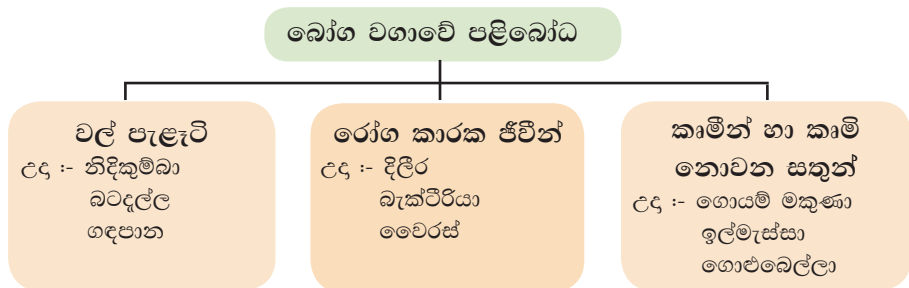 බෝග වගාවේ පළිබෝධ
වල් පැළෑටි
උදා :- නිදිකුම්බා
බටදැල්ල
ගඳපාන
රෝග කාරක ජීවීන්
උදා :- දිලීර
බැක්ටීරියා
වෛරස්
කෘමීන් හා කෘමි
නොවන සතුන්
උදා :- ගොයම් මකුණා
ඉල්මැස්සා
ගොළුබෙල්ලා